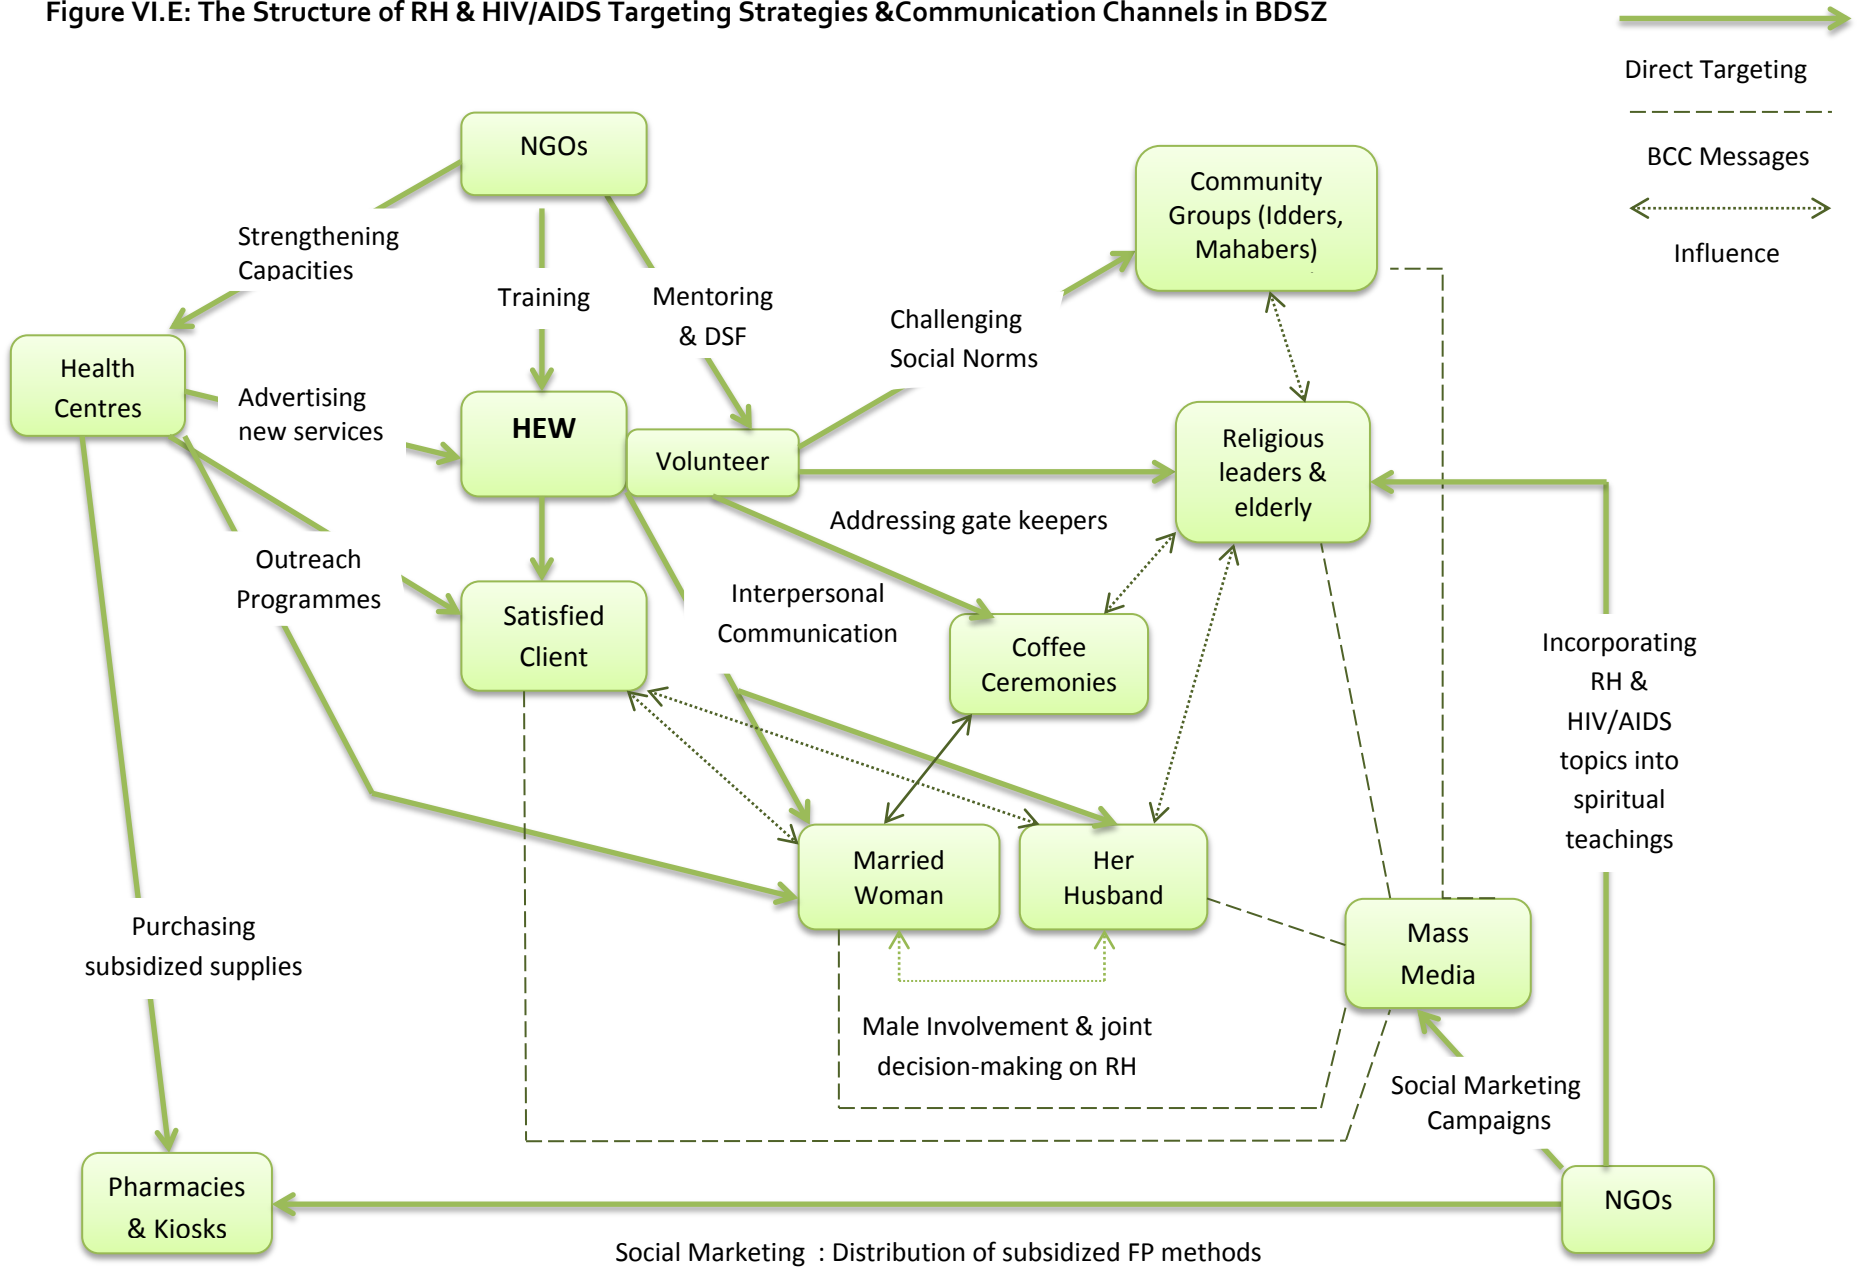 Figure VI.E: The Structure of RH & HIV/AIDS Targeting Strategies &Communication Channels in BDSZ
Direct Targeting
BCC Messages
Influence
NGOs
Community
Groups (Idders,
Mahabers)
Strengthening
Capacities
Training
Mentoring
& DSF
Challenging
Social Norms
Health
Centres
Advertising
new services
HEW
Volunteer
Religious
leaders &
elderly
Addressing gate keepers
Outreach
Programmes
Satisfied
Client
Interpersonal
Communication
Coffee
Ceremonies
Incorporating
RH &
HIV/AIDS
topics into
spiritual
teachings
Married
Woman
Her
Husband
Mass
Media
Purchasing
subsidized supplies
Male Involvement & joint
decision-making on RH
Social Marketing
Campaigns
Pharmacies
& Kiosks
NGOs
Social Marketing : Distribution of subsidized FP methods